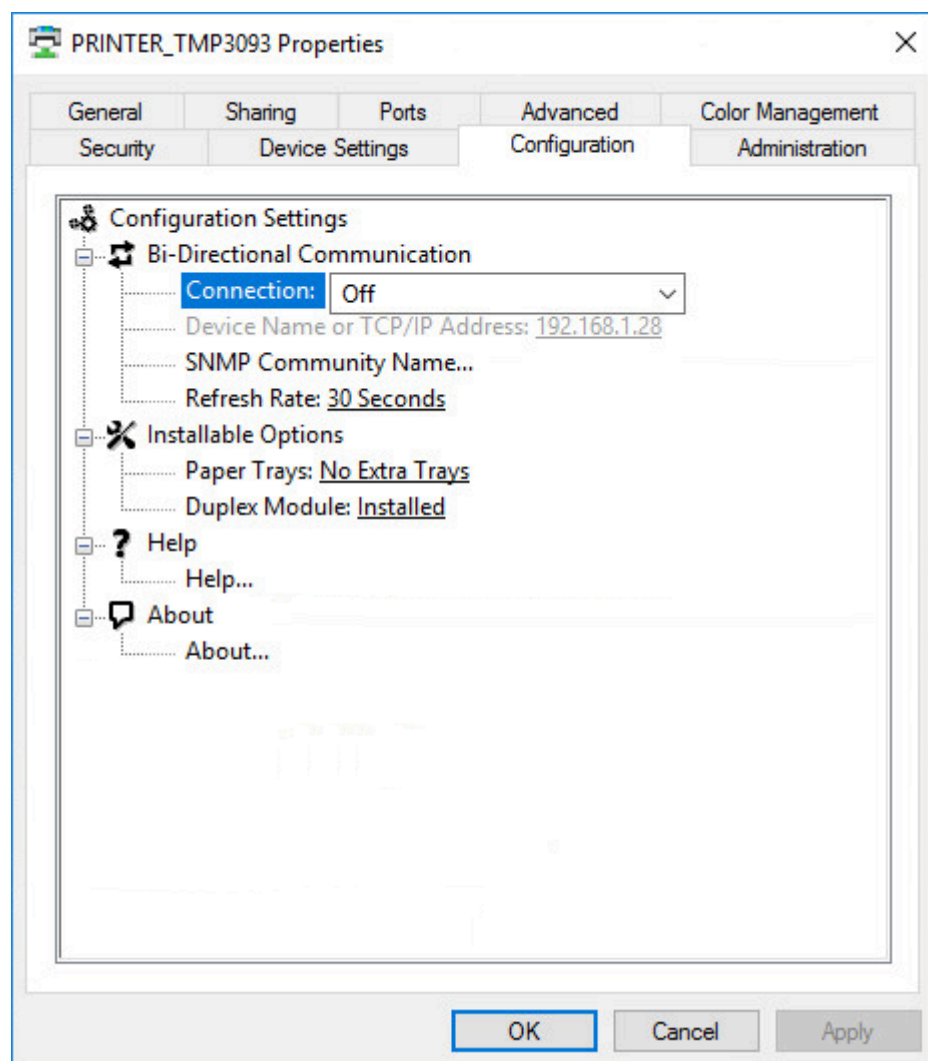 PRINTER_TMP3093 Properties
General Sharing Ports Advanced Color Management
Security Device Settings Configuration Administration
Configuration Settings
Bi-Directional Communication
Connection: Off
Device Name or TCP/IP Address: 192.168.1.28
SNMP Community Name...
Refresh Rate: 30 Seconds
Installable Options
Paper Trays: No Extra Trays
Duplex Module: Installed
? Help
Help...
About
About...
OK Cancel Apply